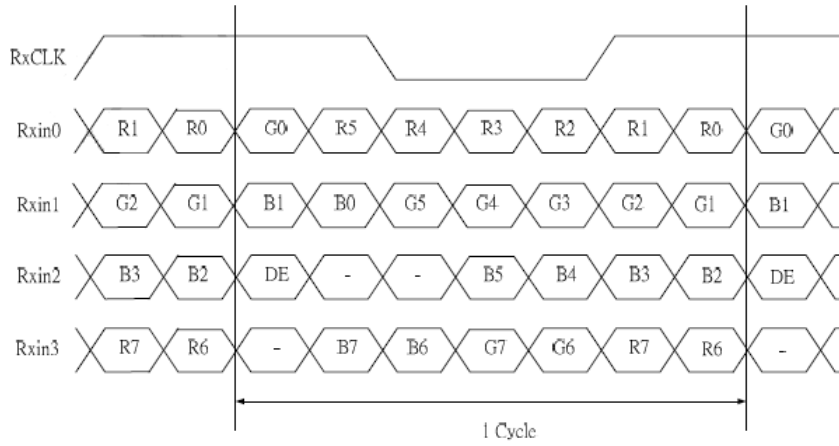 RxCLK
Rxin0 R1 R0 G0 R5 R4 R3 R2 R1 R0 G0
Rxin1 G2 G1 B1 B0 G5 G4 G3 G2 G1 B1
Rxin2 B3 B2 DE - - B5 B4 B3 B2 DE
Rxin3 R7 R6 - B7 B6 G7 G6 R7 R6 -
1 Cycle